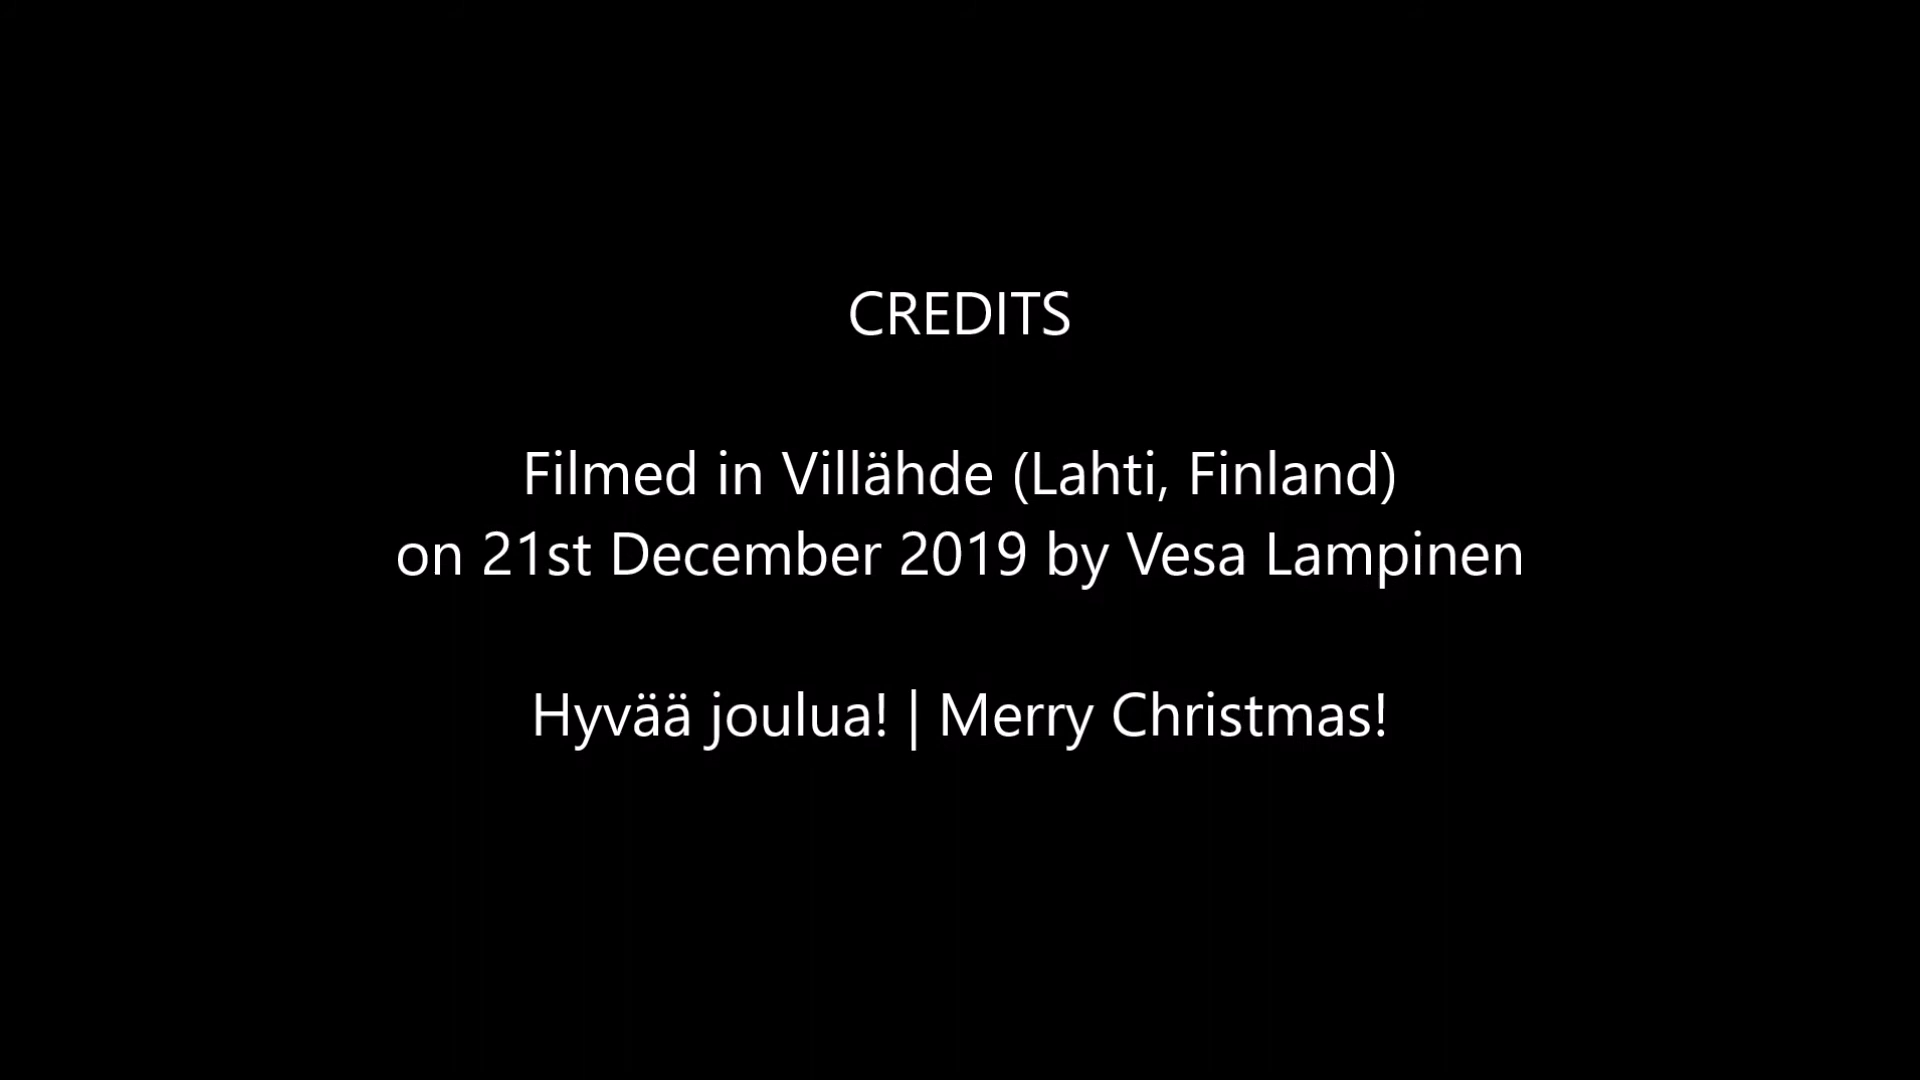 CREDITS
Filmed in Villähde (Lahti, Finland)
on 21st December 2019 by Vesa Lampinen
Hyvää joulua! | Merry Christmas!